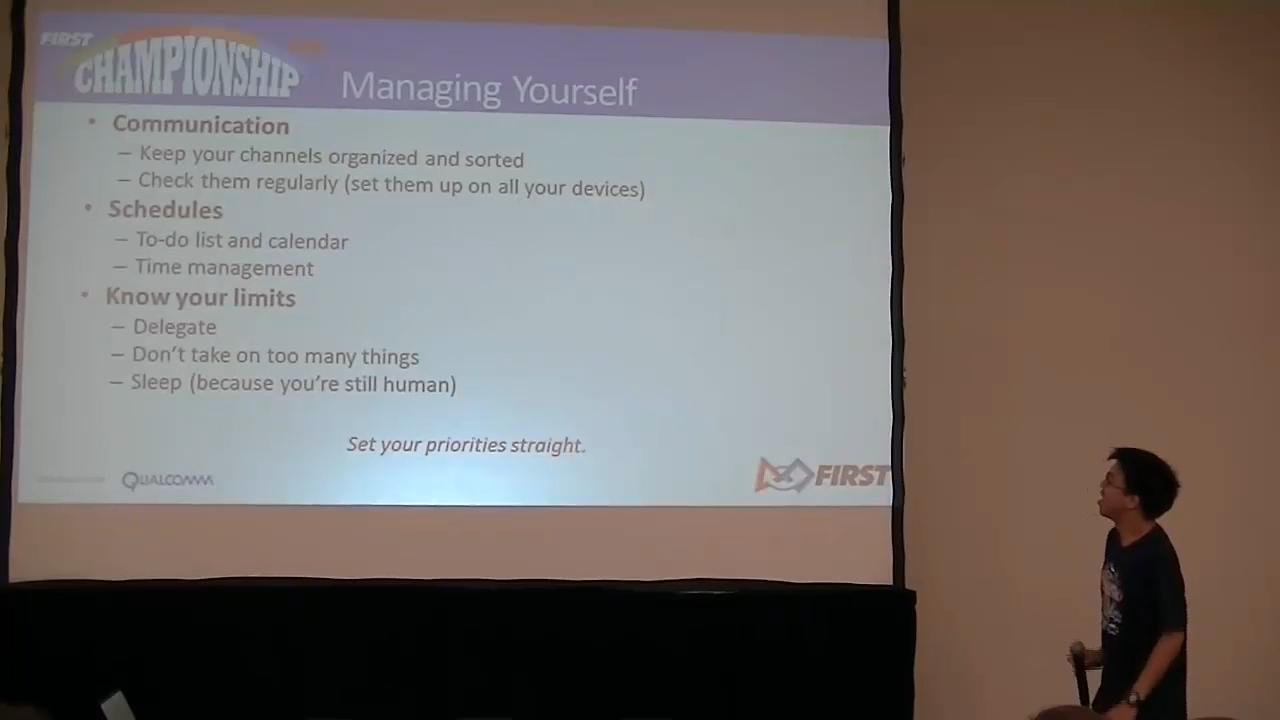 FIRST
CHAMPIONSHIP
Managing Yourself
• Communication
– Keep your channels organized and sorted
– Check them regularly (set them up on all your devices)
• Schedules
– To-do list and calendar
– Time management
• Know your limits
– Delegate
– Don't take on too many things
– Sleep (because you're still human)
Set your priorities straight.
QUALCOMM
FIRST